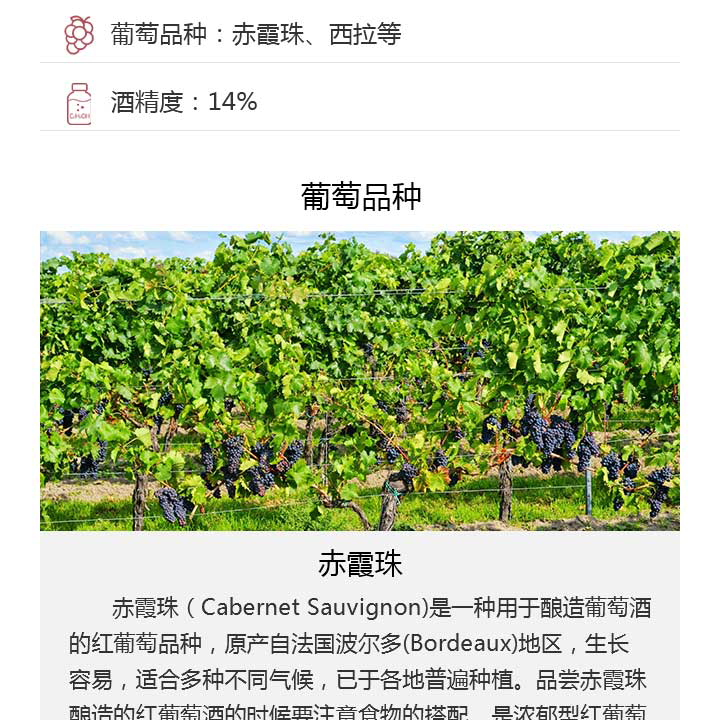 葡萄品种：赤霞珠、西拉等
酒精度：14%
葡萄品种
赤霞珠
赤霞珠（Cabernet Sauvignon)是一种用于酿造葡萄酒
的红葡萄品种，原产自法国波尔多(Bordeaux)地区，生长
容易，适合多种不同气候，已于各地普遍种植。品尝赤霞珠
酿造的红葡萄酒的时候要注意食物的搭配，是浓郁型红葡萄